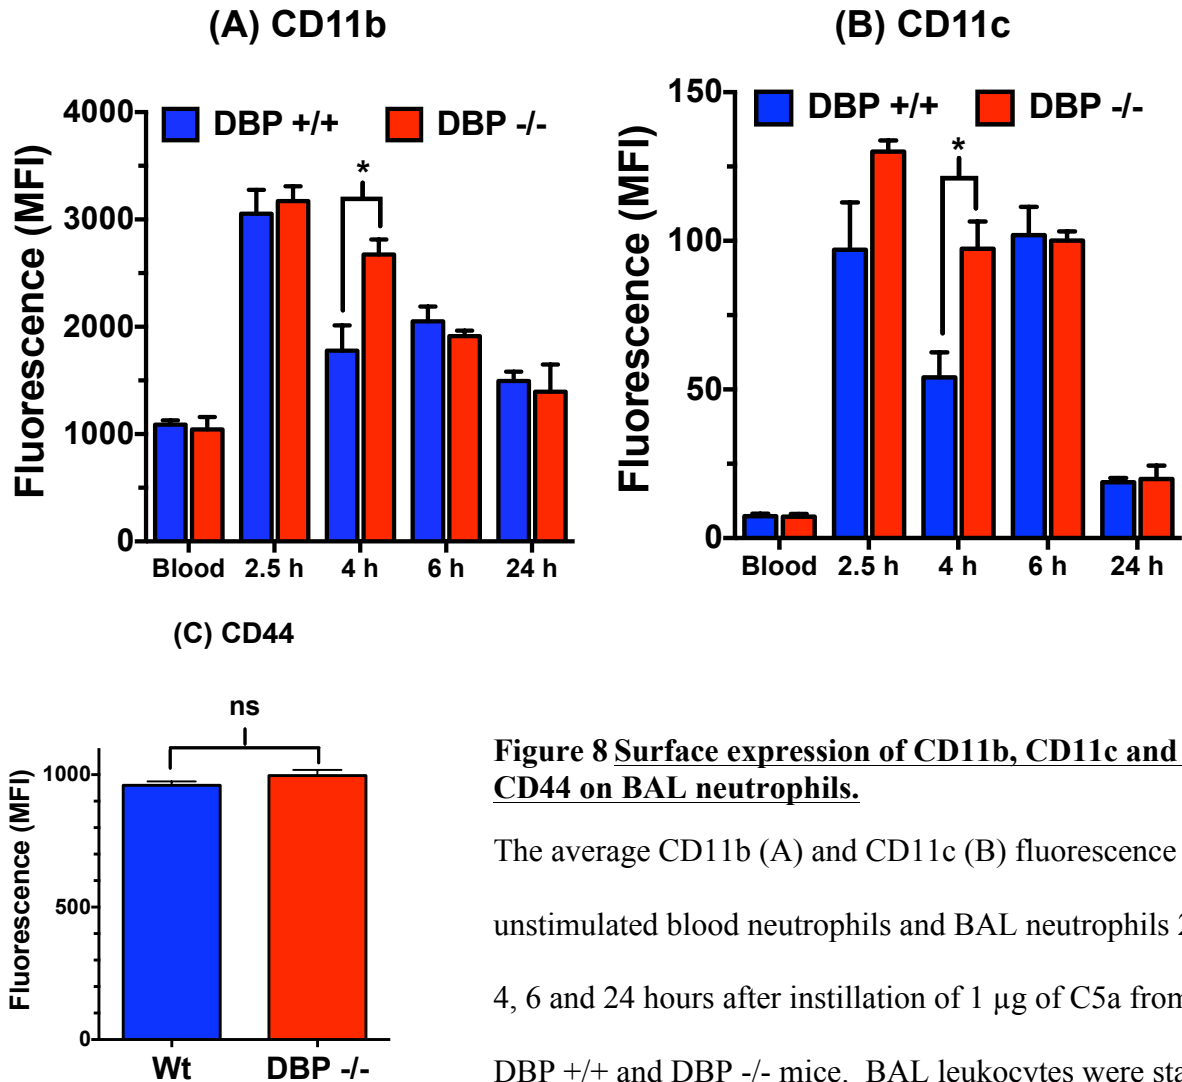 (A) CD11b
DBP +/+
DBP -/-
Fluorescence (MFI)
4000
3000
2000
1000
0
*
Blood 2.5 h 4 h 6 h 24 h
(B) CD11c
DBP +/+
DBP -/-
Fluorescence (MFI)
150
100
50
0
*
Blood 2.5 h 4 h 6 h 24 h
(C) CD44
ns
Fluorescence (MFI)
1000
500
0
Wt DBP -/-
Figure 8 Surface expression of CD11b, CD11c and
CD44 on BAL neutrophils.
The average CD11b (A) and CD11c (B) fluorescence
unstimulated blood neutrophils and BAL neutrophils
4, 6 and 24 hours after instillation of 1 µg of C5a from
DBP +/+ and DBP -/- mice. BAL leukocytes were